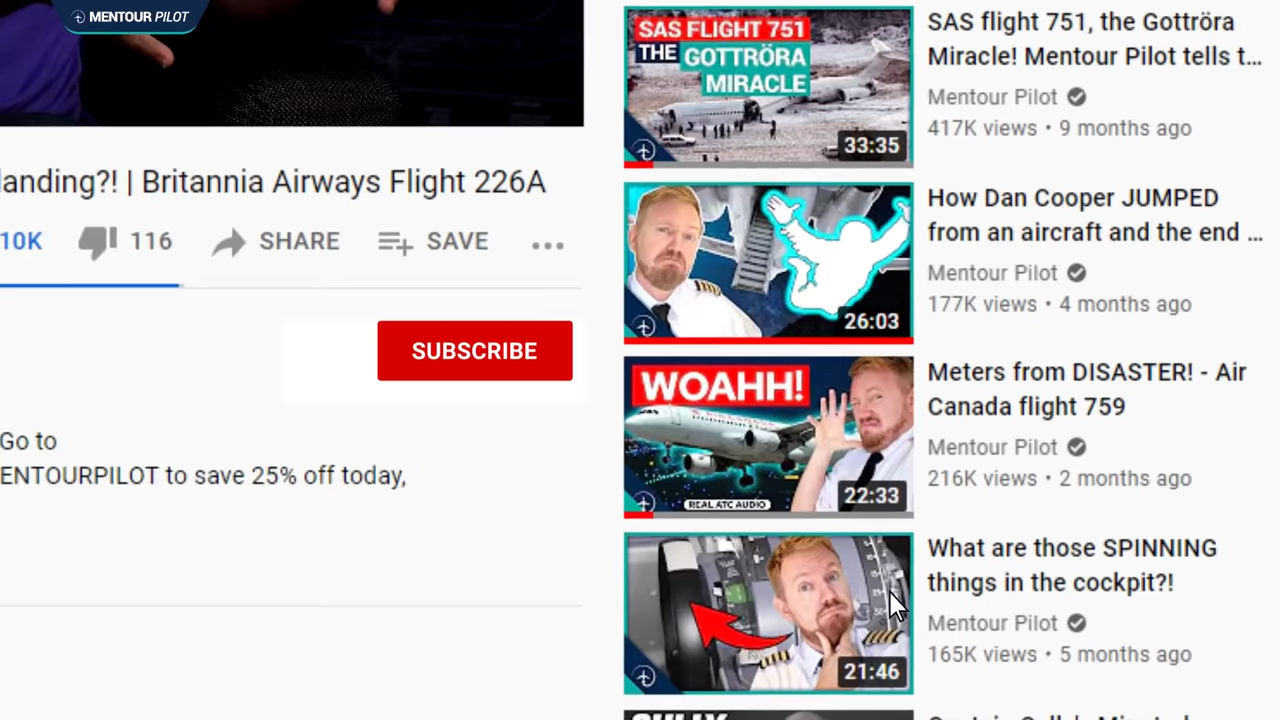 MENTOUR PILOT
landing?! | Britannia Airways Flight 226A
10K
116
SHARE
SAVE
SUBSCRIBE
Go to
ENTOURPILOT to save 25% off today,
SAS FLIGHT 751
THE GOTTRÖRA
MIRACLE
33:35
SAS flight 751, the Gottröra
Miracle! Mentour Pilot tells t...
Mentour Pilot
417K views • 9 months ago
26:03
How Dan Cooper JUMPED
from an aircraft and the end ...
Mentour Pilot
177K views • 4 months ago
WOAHH!
REAL ATC AUDIO
22:33
Meters from DISASTER! - Air
Canada flight 759
Mentour Pilot
216K views • 2 months ago
21:46
What are those SPINNING
things in the cockpit?!
Mentour Pilot
165K views • 5 months ago
SULLY